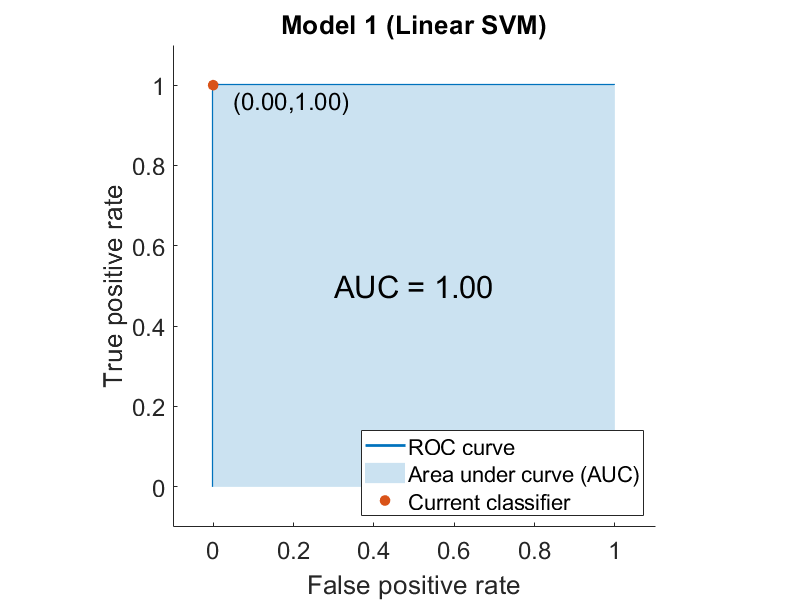 Model 1 (Linear SVM)
1
(0.00,1.00)
0.8
0.6
AUC = 1.00
0.4
0.2
0
True positive rate
ROC curve
Area under curve (AUC)
Current classifier
0 0.2 0.4 0.6 0.8 1
False positive rate